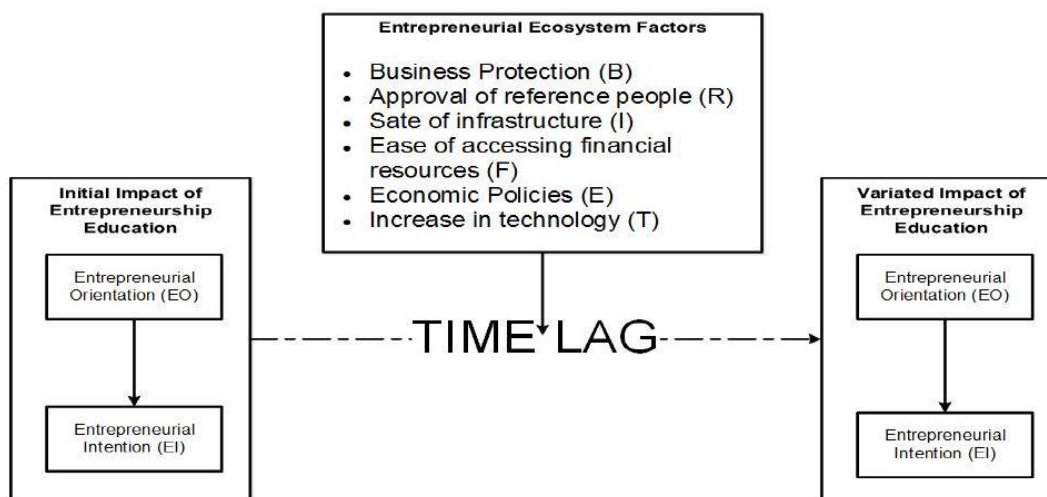 Entrepreneurial Ecosystem Factors
• Business Protection (B)
• Approval of reference people (R)
• Sate of infrastructure (I)
• Ease of accessing financial
resources (F)
• Economic Policies (E)
• Increase in technology (T)
Initial Impact of
Entrepreneurship
Education
Entrepreneurial
Orientation (EO)
Entrepreneurial
Intention (EI)
TIME LAG
Variated Impact of
Entrepreneurship
Education
Entrepreneurial
Orientation (EO)
Entrepreneurial
Intention (EI)